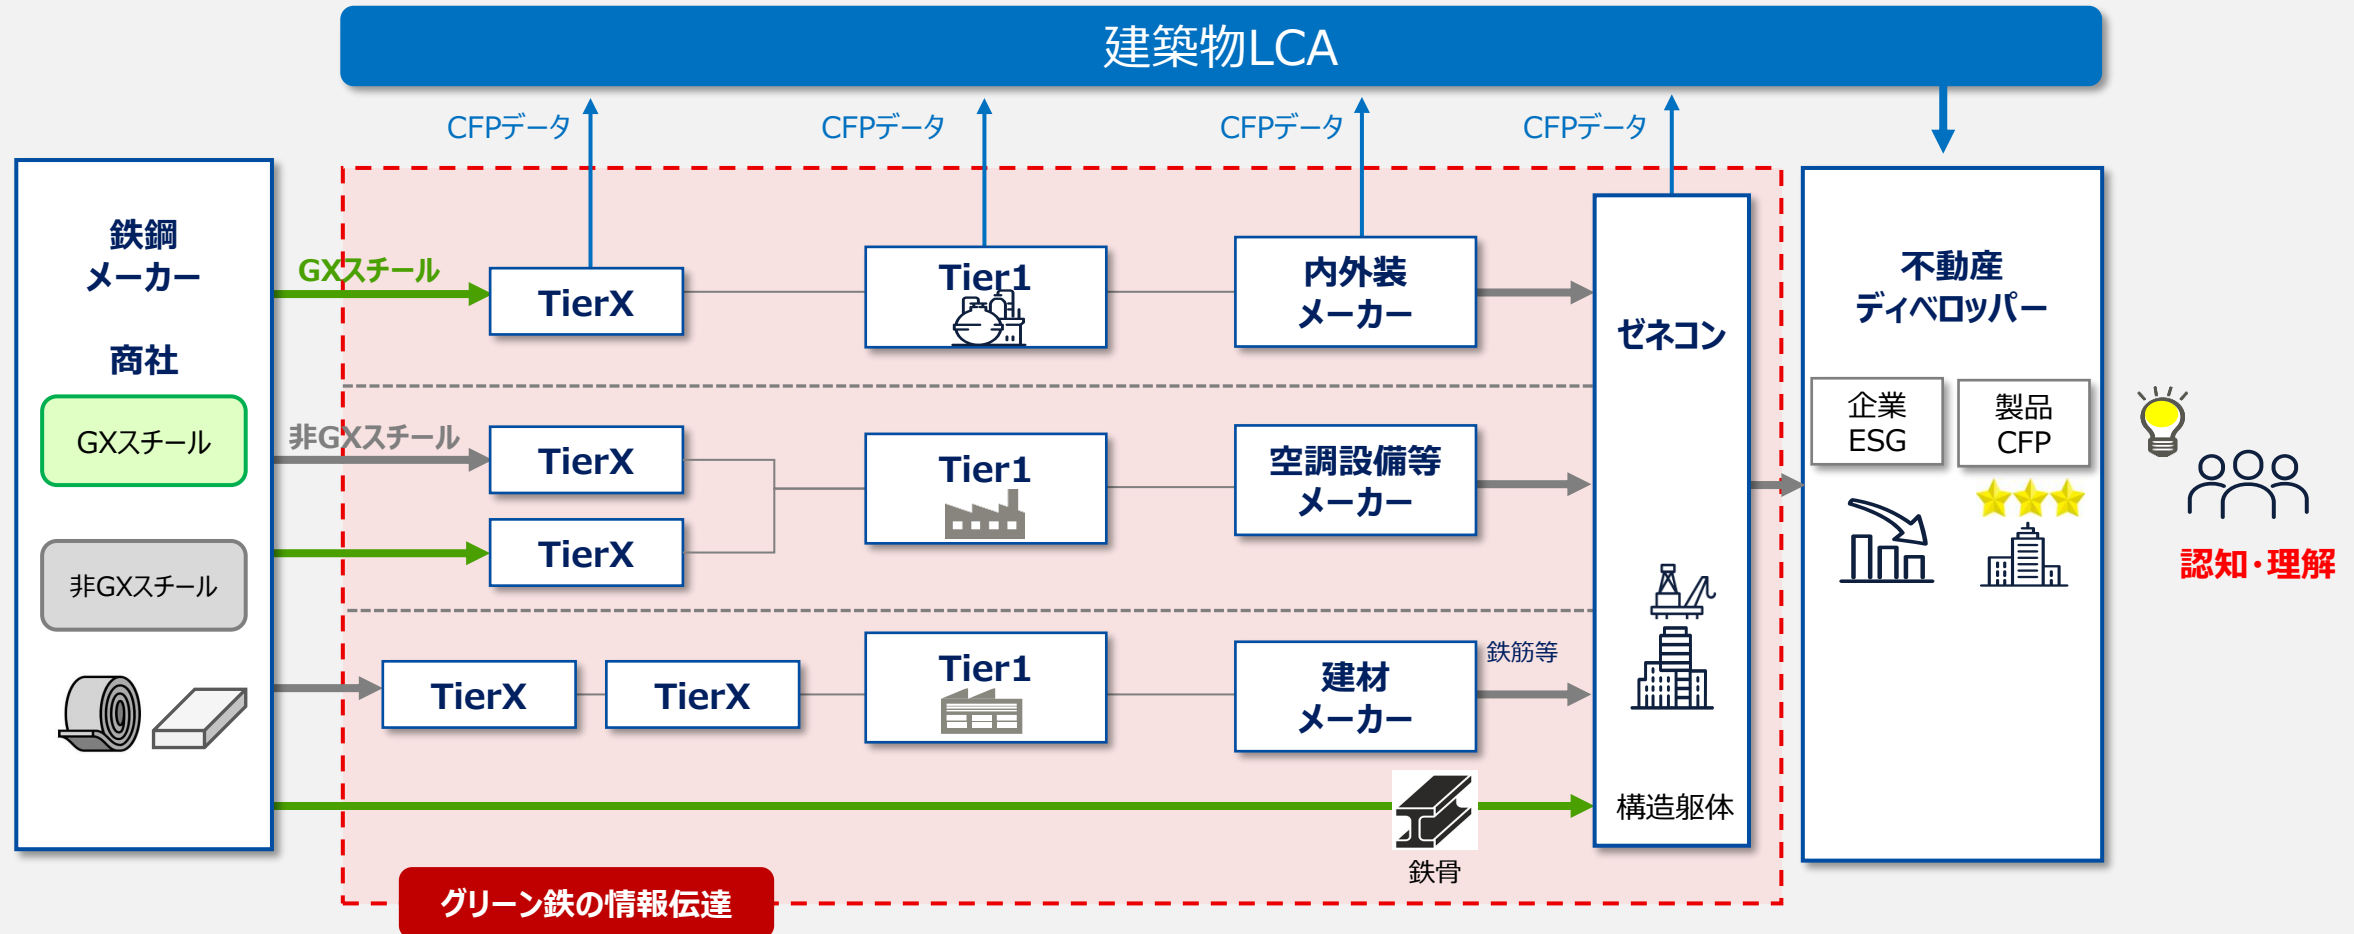 建築物LCA
CFPデータ
CFPデータ
CFPデータ
CFPデータ
鉄鋼
メーカー
商社
GXスチール
非GXスチール
GXスチール
TierX
Tier1
内外装
メーカー
非GXスチール
TierX
TierX
Tier1
空調設備等
メーカー
TierX
TierX
Tier1
建材
メーカー
鉄筋等
鉄骨
ゼネコン
構造躯体
不動産
ディベロッパー
企業
ESG
製品
CFP
認知・理解
グリーン鉄の情報伝達